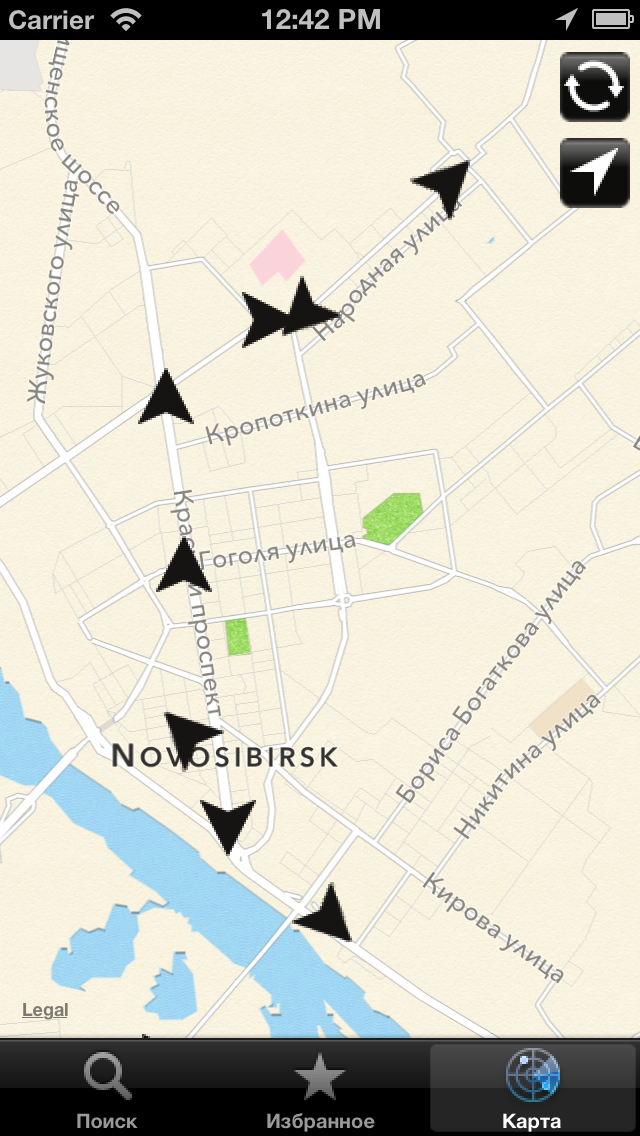 Carrier 12:42 PM
шоссе
Жуковского улица
Народная улица
Кропоткина улица
Гоголя улица
проспект
Бориса Богаткова улица
Никитина улица
NOVOSIBIRSK
Кирова улица
Legal
Поиск Избранное Карта